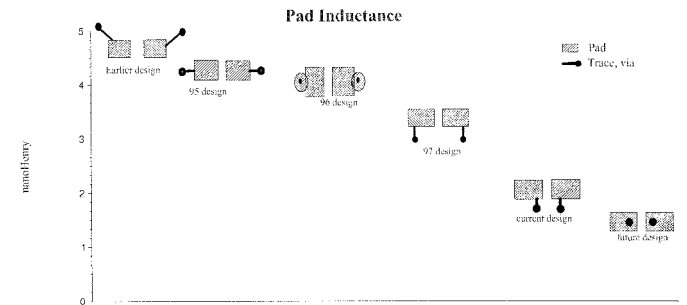 Pad Inductance
5
4
3
2
1
0
nanoHenry
Earlier design
95 design
96 design
97 design
current design
future design
Pad
Trace, via